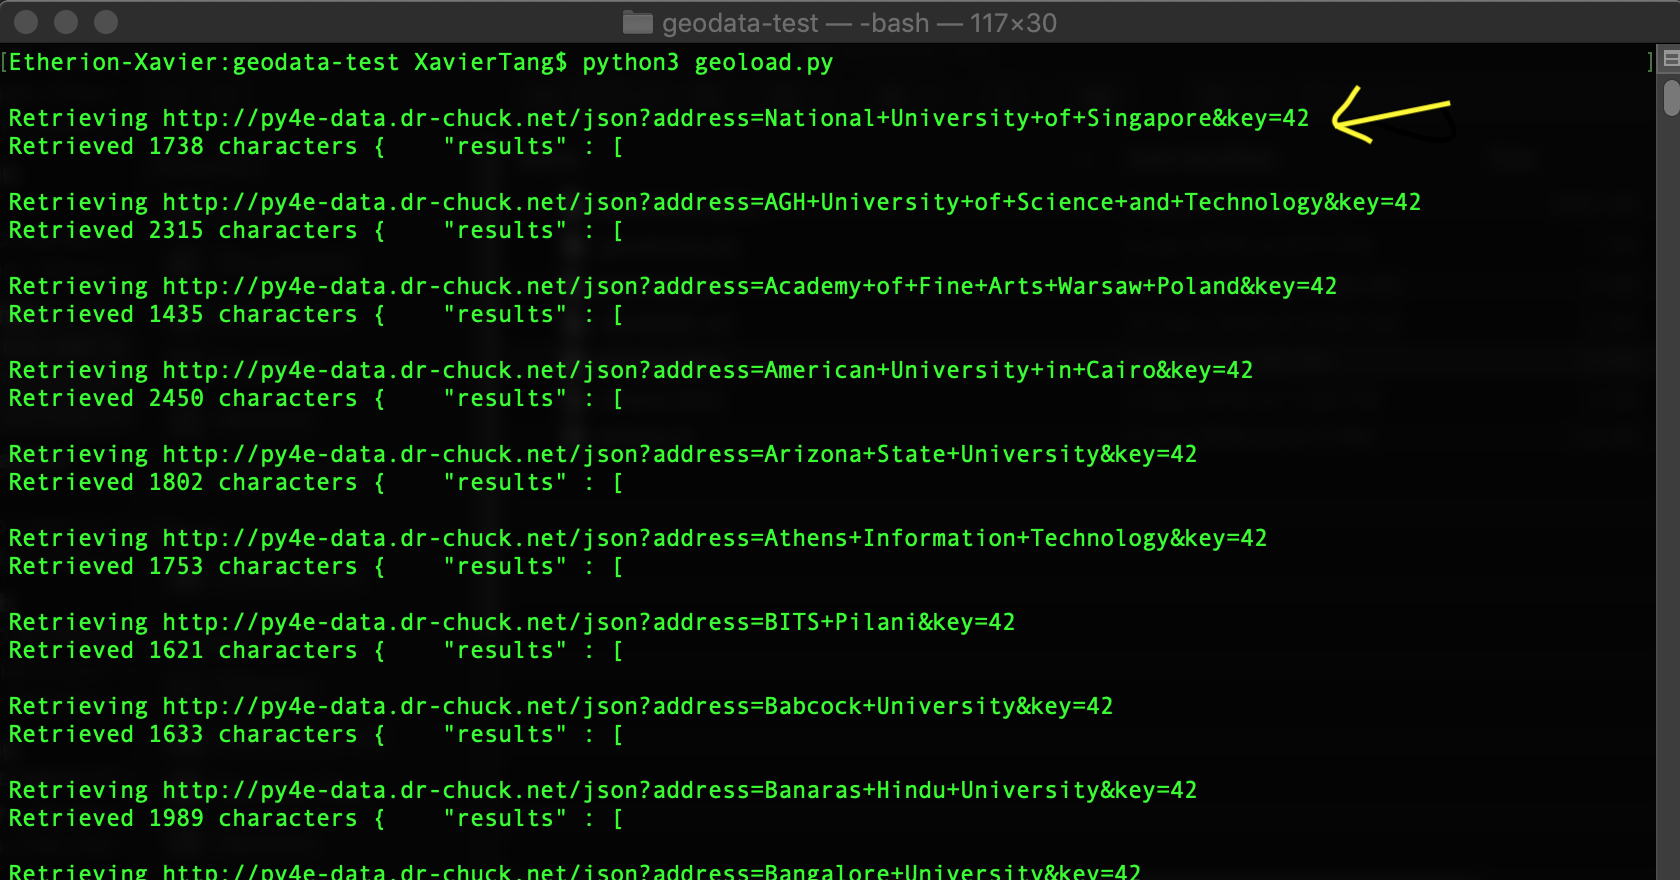 geodata-test — -bash — 117×30
[Etherion-Xavier:geodata-test XavierTang$ python3 geoload.py ]
Retrieving http://py4e-data.dr-chuck.net/json?address=National+University+of+Singapore&key=42
Retrieved 1738 characters {    "results" : [
Retrieving http://py4e-data.dr-chuck.net/json?address=AGH+University+of+Science+and+Technology&key=42
Retrieved 2315 characters {    "results" : [
Retrieving http://py4e-data.dr-chuck.net/json?address=Academy+of+Fine+Arts+Warsaw+Poland&key=42
Retrieved 1435 characters {    "results" : [
Retrieving http://py4e-data.dr-chuck.net/json?address=American+University+in+Cairo&key=42
Retrieved 2450 characters {    "results" : [
Retrieving http://py4e-data.dr-chuck.net/json?address=Arizona+State+University&key=42
Retrieved 1802 characters {    "results" : [
Retrieving http://py4e-data.dr-chuck.net/json?address=Athens+Information+Technology&key=42
Retrieved 1753 characters {    "results" : [
Retrieving http://py4e-data.dr-chuck.net/json?address=BITS+Pilani&key=42
Retrieved 1621 characters {    "results" : [
Retrieving http://py4e-data.dr-chuck.net/json?address=Babcock+University&key=42
Retrieved 1633 characters {    "results" : [
Retrieving http://py4e-data.dr-chuck.net/json?address=Banaras+Hindu+University&key=42
Retrieved 1989 characters {    "results" : [
Retrieving http://py4e-data.dr-chuck.net/json?address=Bangalore+University&key=42